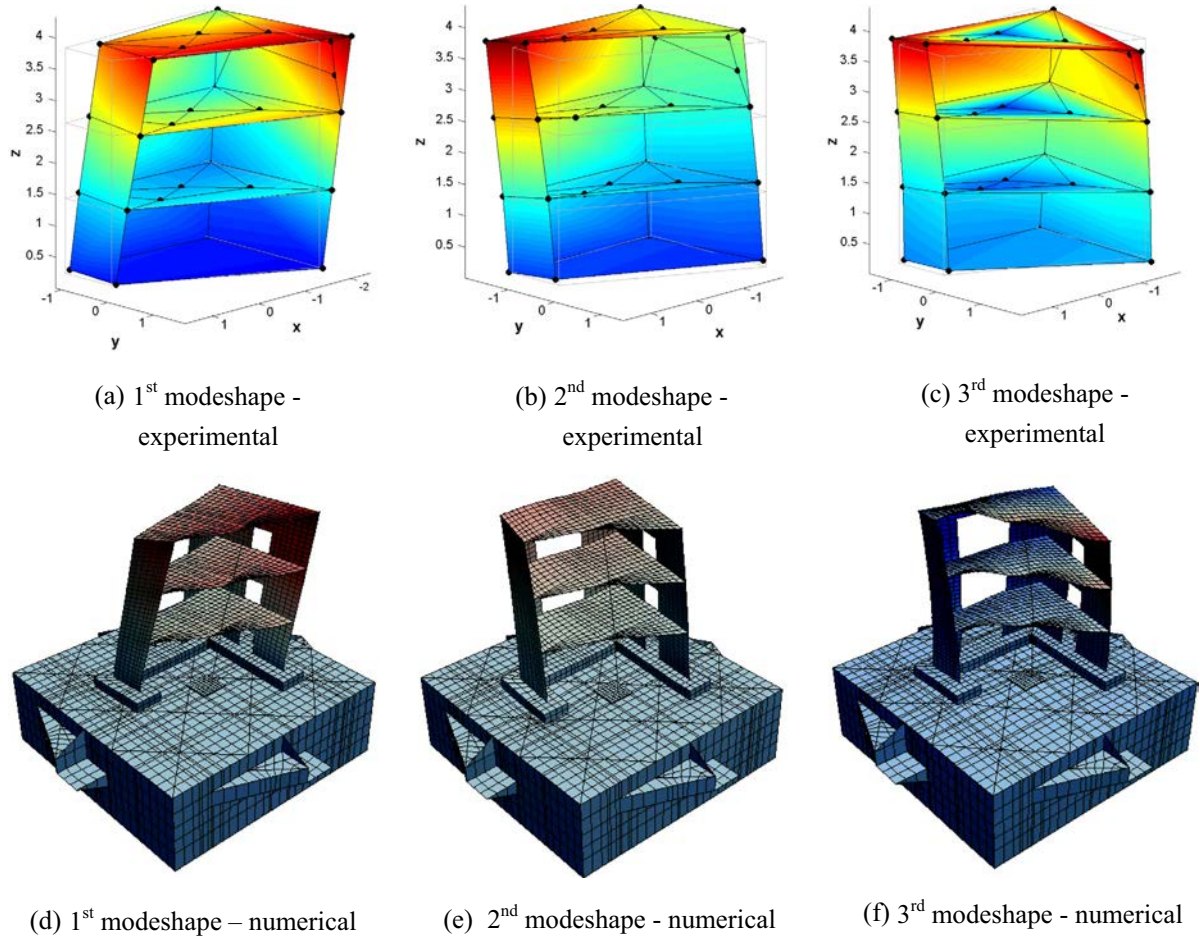 4
3.5
3
2.5
z
2
1.5
1
0.5
-1
0
1
y
1
0
-1
-2
x
4
3.5
3
2.5
z
2
1.5
1
0.5
-1
0
1
y
1
0
-1
x
4
3.5
3
2.5
z
2
1.5
1
0.5
-1
0
1
y
1
0
-1
x
(a) 1st modeshape -
experimental
(b) 2nd modeshape -
experimental
(c) 3rd modeshape -
experimental
(d) 1st modeshape – numerical
(e) 2nd modeshape - numerical
(f) 3rd modeshape - numerical